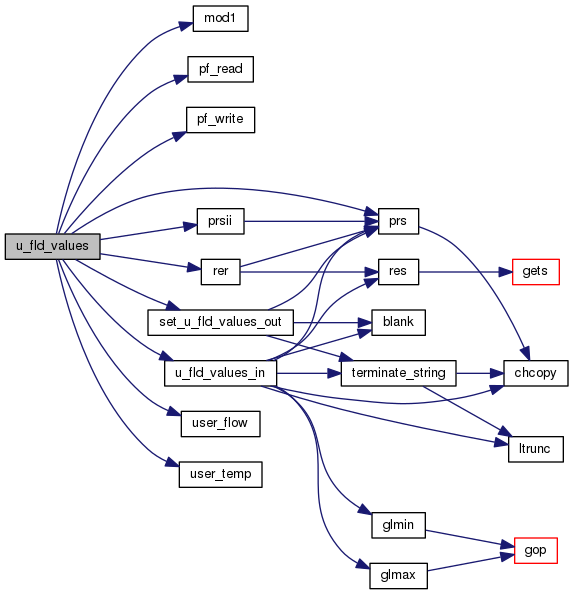 mod1
pf_read
pf_write
u_fld_values
prsii
prs
rer
res
gets
set_u_fld_values_out
blank
u_fld_values_in
terminate_string
chcopy
user_flow
ltrunc
user_temp
glmin
gop
glmax